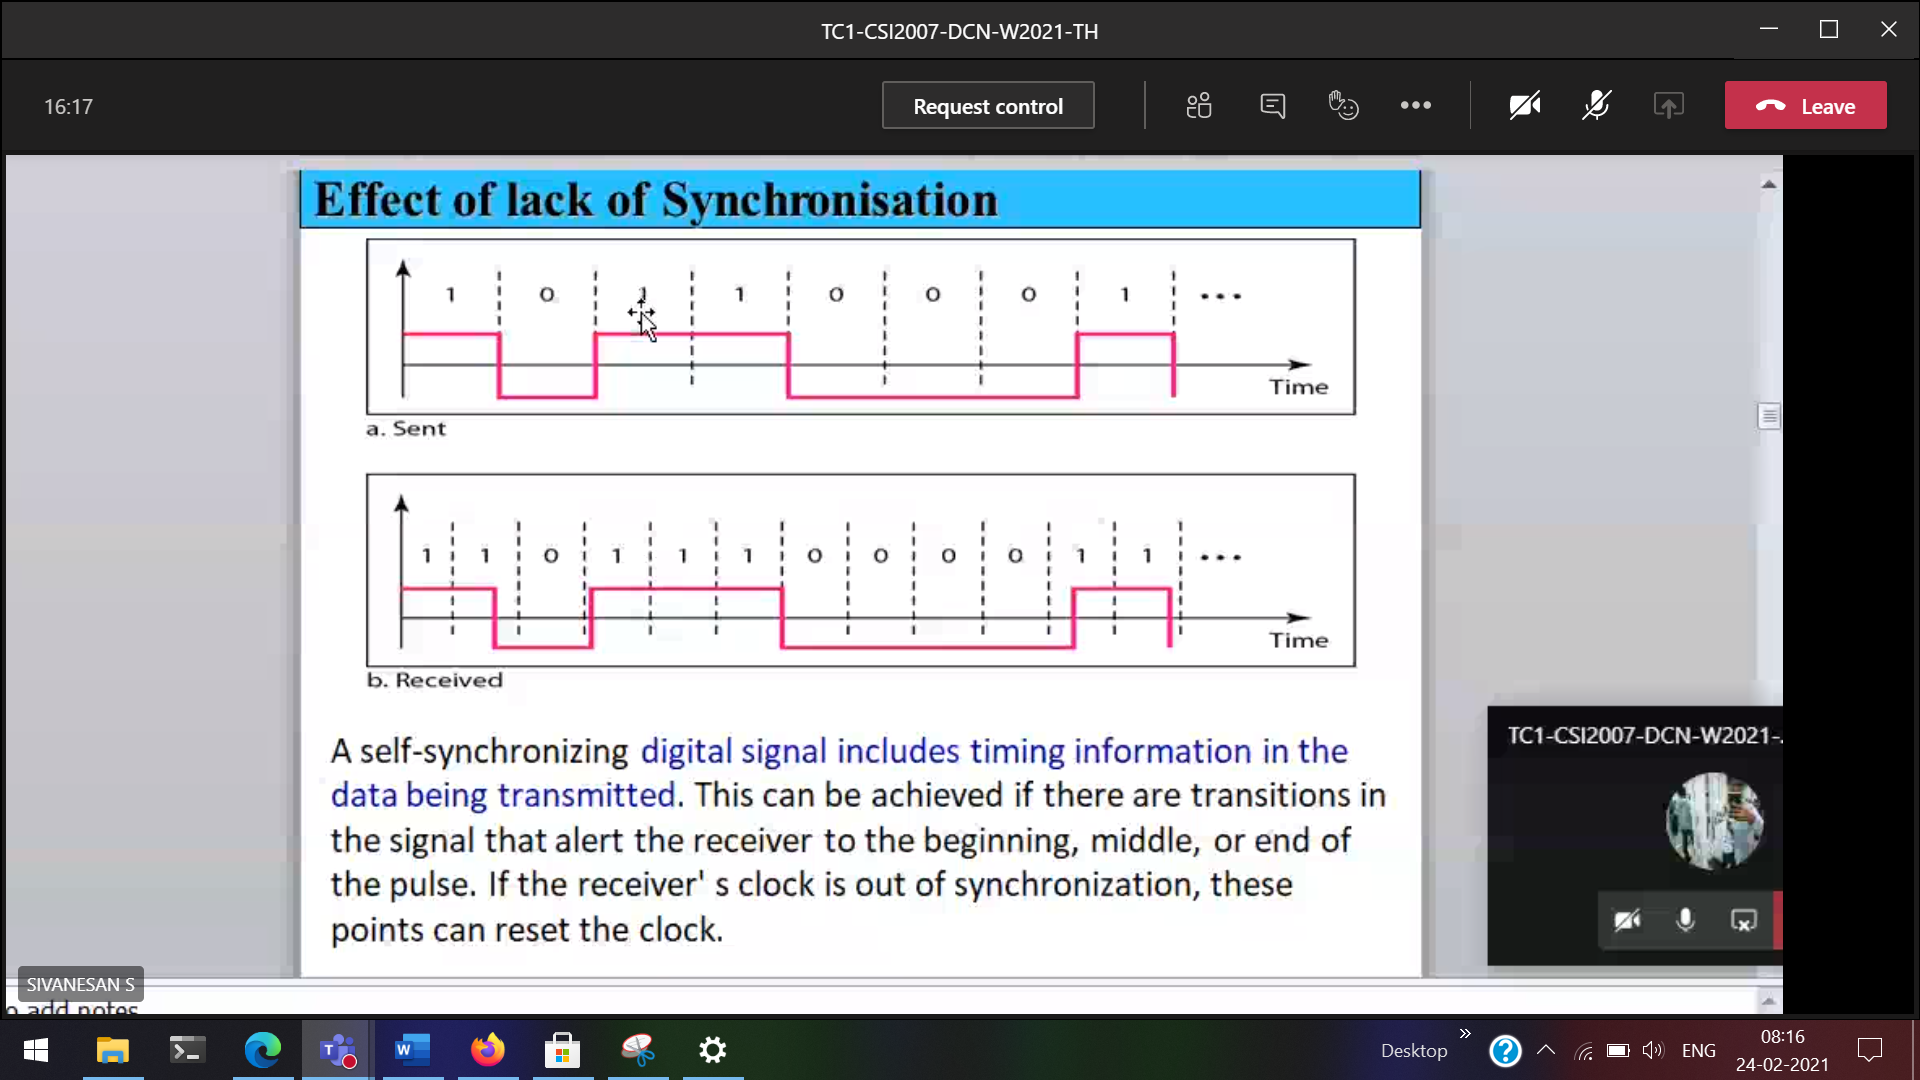 TC1-CSI2007-DCN-W2021-TH
16:17
Request control
Leave
Effect of lack of Synchronisation
1 0 1 1 0 0 0 1 •••
Time
a. Sent
1 1 0 1 1 1 0 0 0 0 1 1 •••
Time
b. Received
A self-synchronizing digital signal includes timing information in the
data being transmitted. This can be achieved if there are transitions in
the signal that alert the receiver to the beginning, middle, or end of
the pulse. If the receiver' s clock is out of synchronization, these
points can reset the clock.
TC1-CSI2007-DCN-W2021-..
SIVANESAN S
o add notes
Desktop
»
ENG
08:16
24-02-2021